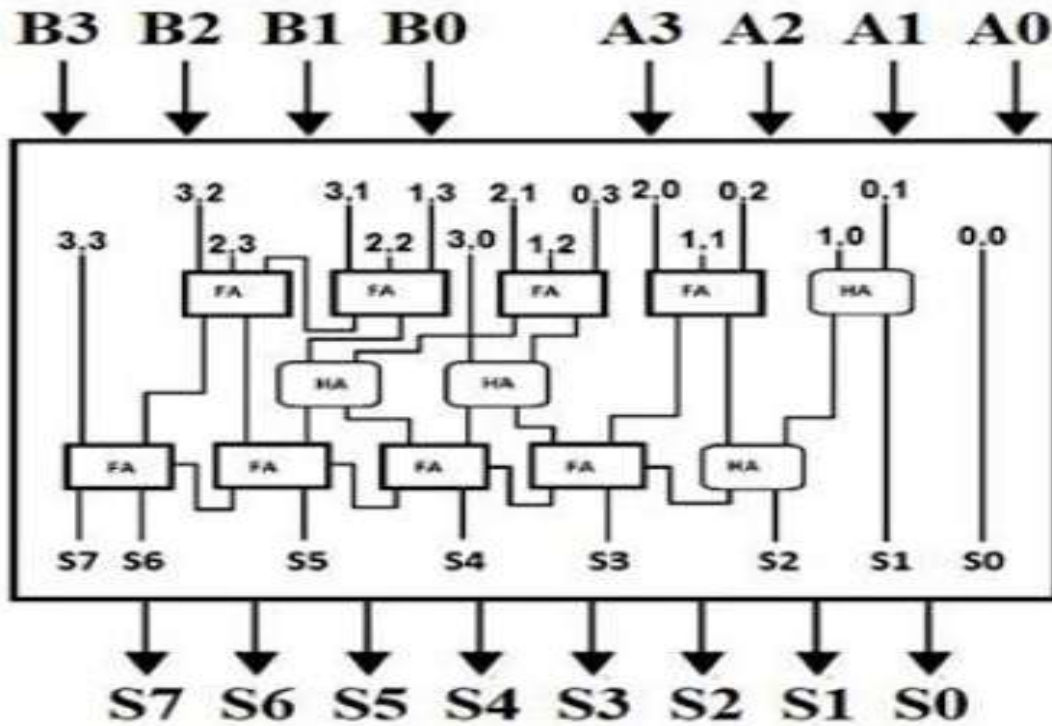 B3 B2 B1 B0 A3 A2 A1 A0
3.2 3.1 1.3 2.1 0.3 2.0 0.2 0.1
3.3 2.3 2.2 3.0 1.2 1.1 1.0 0.0
FA FA FA FA HA
HA HA
FA FA FA FA HA
S7 S6 S5 S4 S3 S2 S1 S0
S7 S6 S5 S4 S3 S2 S1 S0